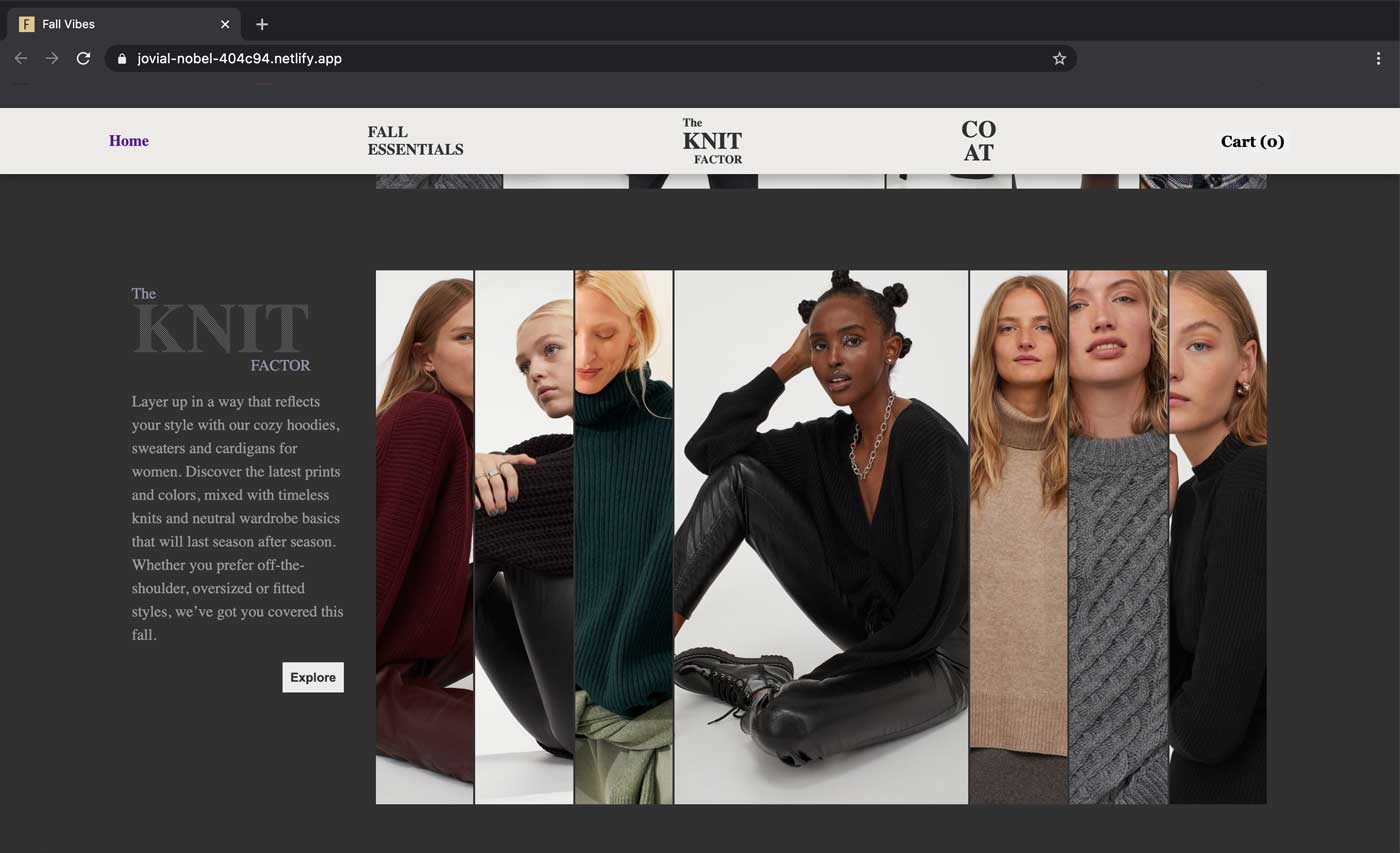 F Fall Vibes
jovial-nobel-404c94.netlify.app
Home
FALL
ESSENTIALS
The
KNIT
FACTOR
CO
AT
Cart (0)
The
KNIT
FACTOR
Layer up in a way that reflects
your style with our cozy hoodies,
sweaters and cardigans for
women. Discover the latest prints
and colors, mixed with timeless
knits and neutral wardrobe basics
that will last season after season.
Whether you prefer off-the-
shoulder, oversized or fitted
styles, we’ve got you covered this
fall.
Explore